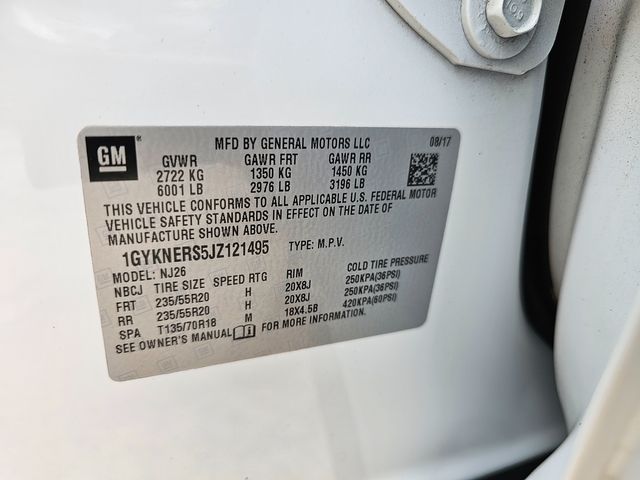 GM
MFD BY GENERAL MOTORS LLC 08/17
GVWR GAWR FRT GAWR RR
2722 KG 1350 KG 1450 KG
6001 LB 2976 LB 3196 LB
THIS VEHICLE CONFORMS TO ALL APPLICABLE U.S. FEDERAL MOTOR
VEHICLE SAFETY STANDARDS IN EFFECT ON THE DATE OF
MANUFACTURE SHOWN ABOVE.
1GYKNERS5JZ121495 TYPE: M.P.V.
MODEL: NJ26
NBCJ TIRE SIZE SPEED RTG RIM COLD TIRE PRESSURE
FRT 235/55R20 H 20X8J 250KPA(36PSI)
RR 235/55R20 H 20X8J 250KPA(36PSI)
SPA T135/70R18 M 18X4.5B 420KPA(60PSI)
SEE OWNER'S MANUAL FOR MORE INFORMATION.